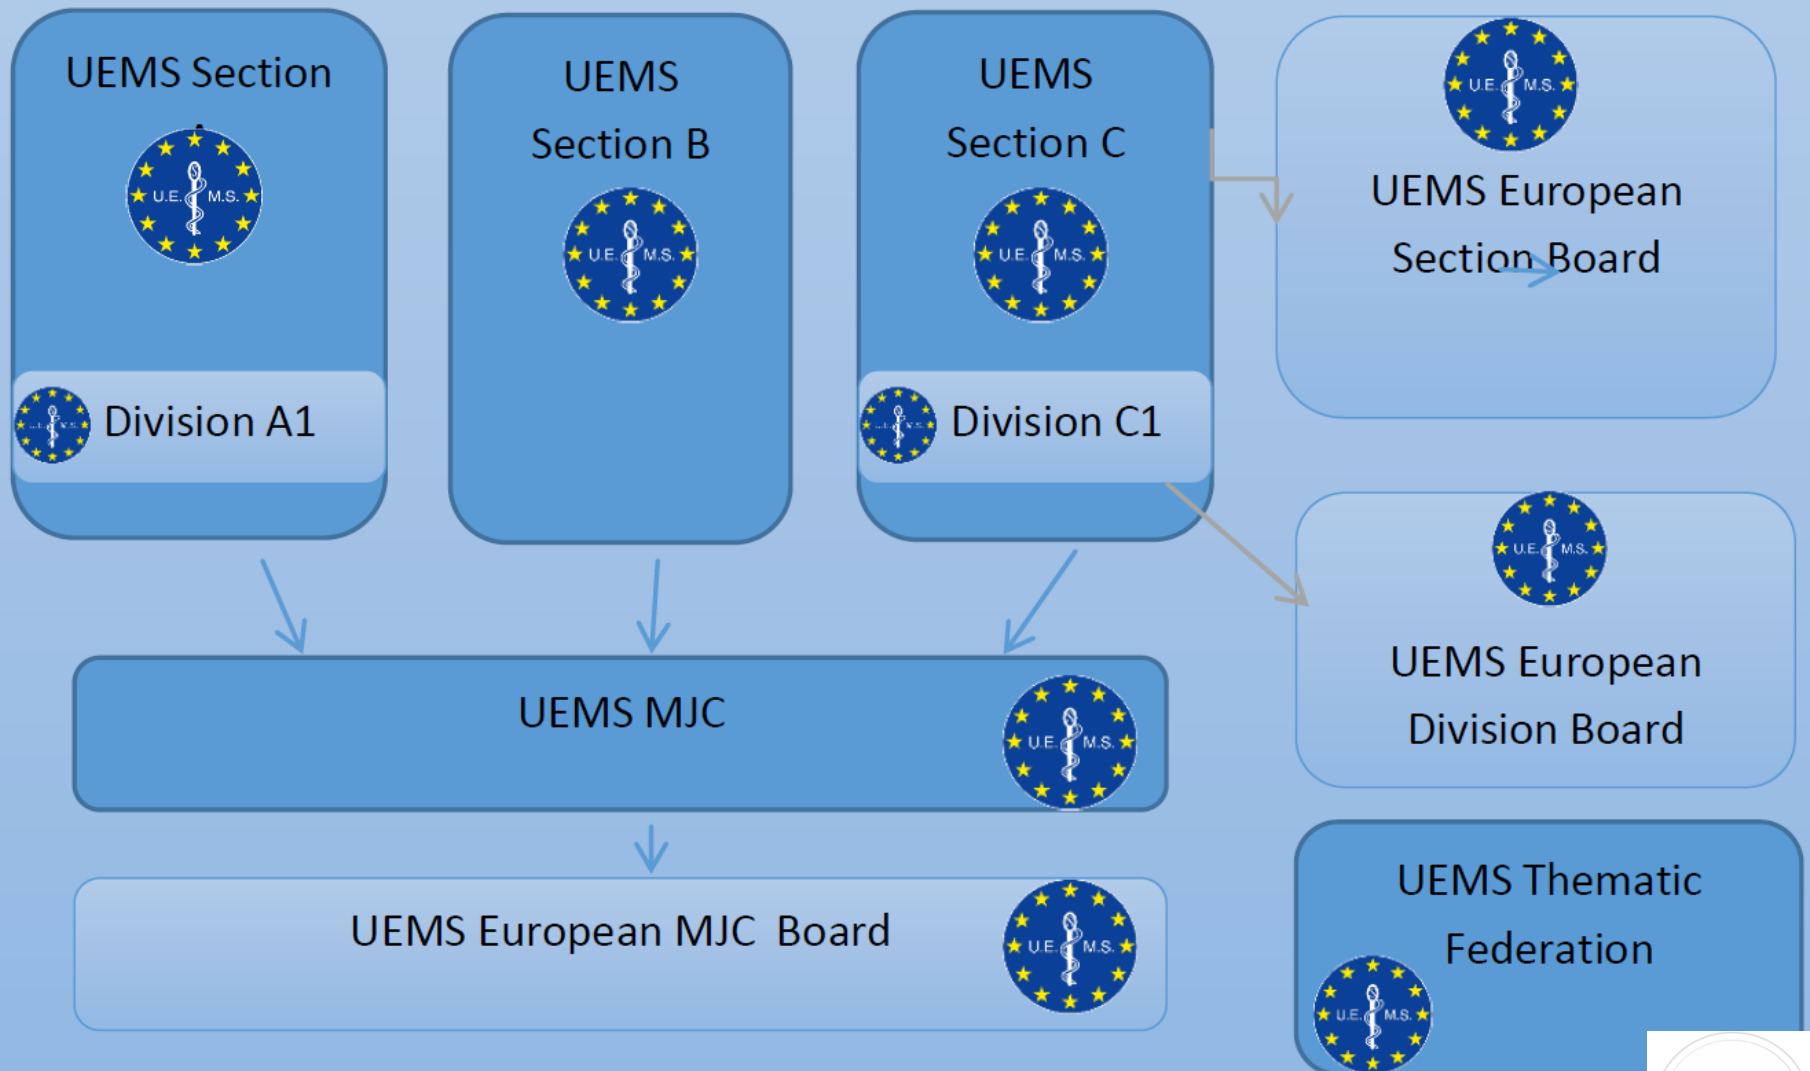 UEMS Section
U.E. M.S.
Division A1
UEMS
Section B
U.E. M.S.
UEMS
Section C
U.E. M.S.
Division C1
U.E. M.S.
UEMS European
Section Board
U.E. M.S.
UEMS European
Division Board
UEMS MJC
U.E. M.S.
UEMS European MJC Board
U.E. M.S.
UEMS Thematic
Federation
U.E. M.S.